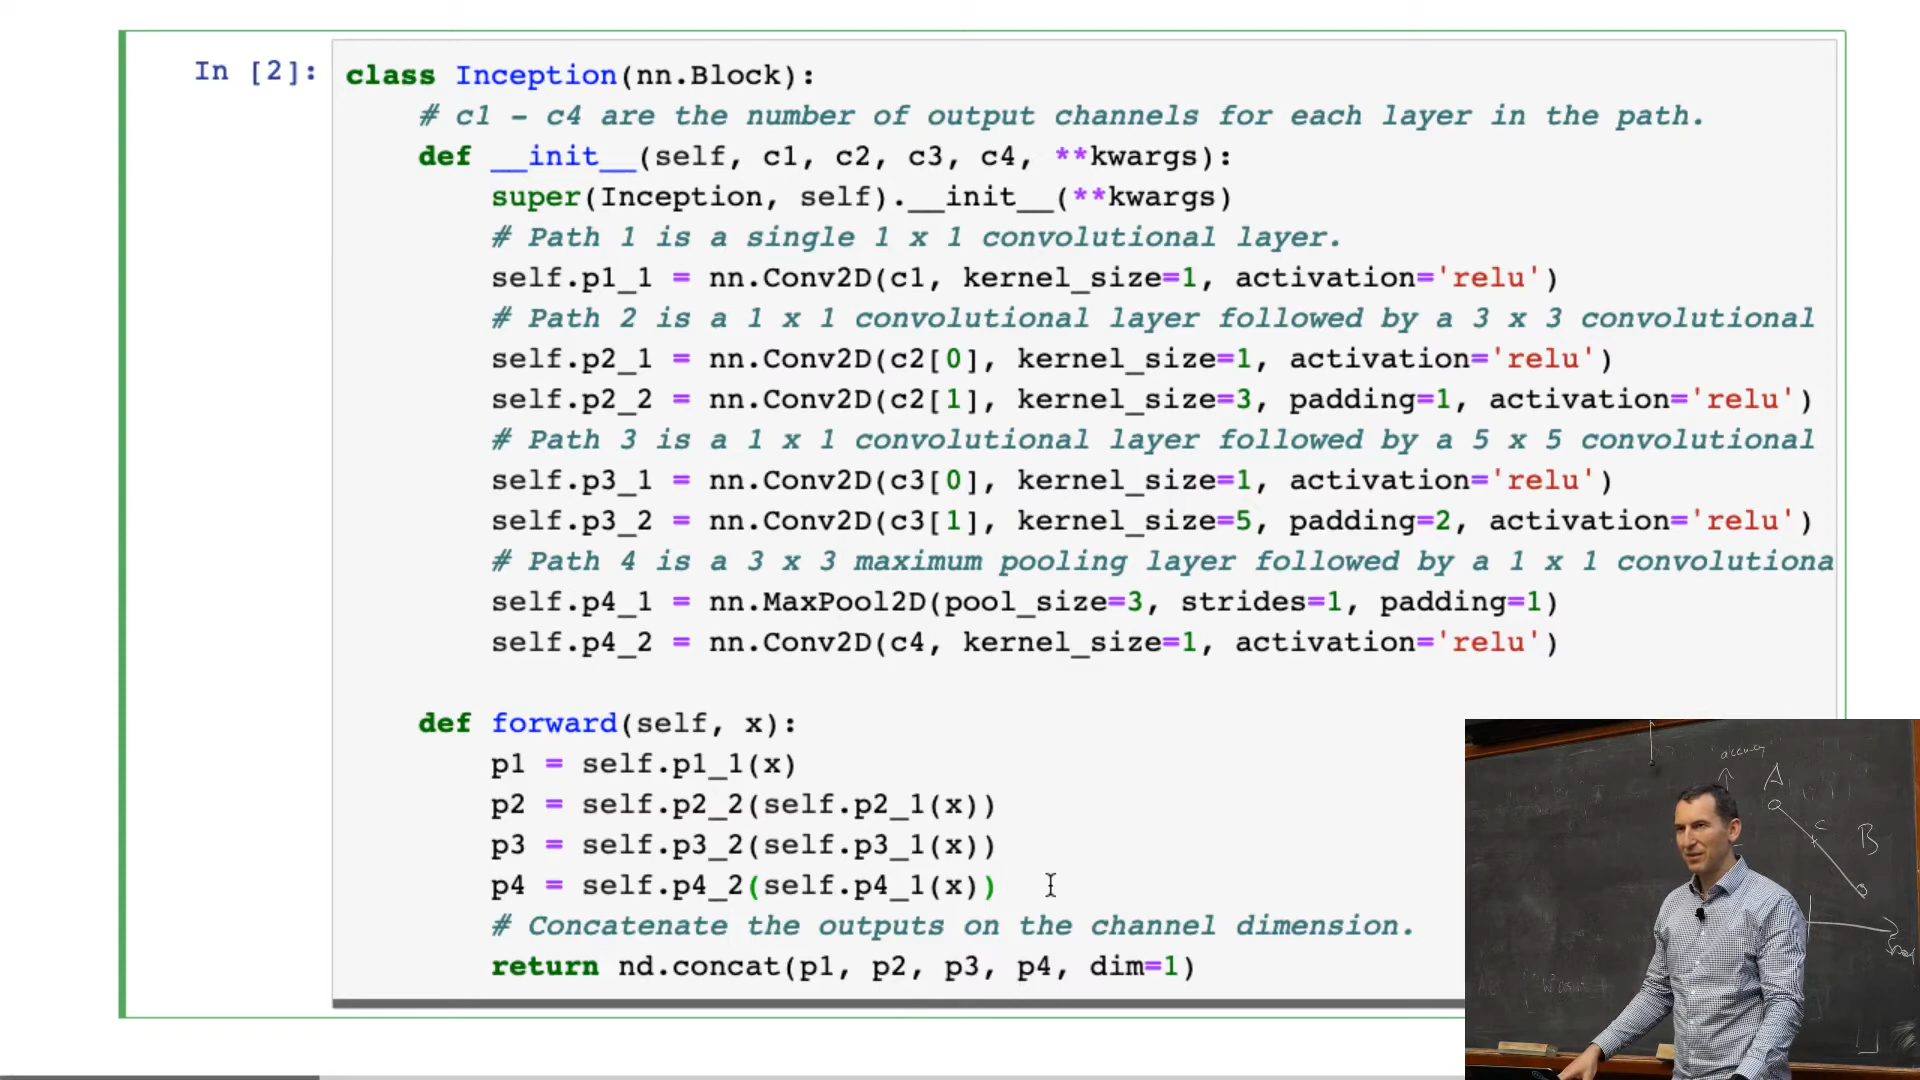 In [2]:
class Inception(nn.Block):
    # c1 - c4 are the number of output channels for each layer in the path.
    def __init__(self, c1, c2, c3, c4, **kwargs):
        super(Inception, self).__init__(**kwargs)
        # Path 1 is a single 1 x 1 convolutional layer.
        self.p1_1 = nn.Conv2D(c1, kernel_size=1, activation='relu')
        # Path 2 is a 1 x 1 convolutional layer followed by a 3 x 3 convolutional
        self.p2_1 = nn.Conv2D(c2[0], kernel_size=1, activation='relu')
        self.p2_2 = nn.Conv2D(c2[1], kernel_size=3, padding=1, activation='relu')
        # Path 3 is a 1 x 1 convolutional layer followed by a 5 x 5 convolutional
        self.p3_1 = nn.Conv2D(c3[0], kernel_size=1, activation='relu')
        self.p3_2 = nn.Conv2D(c3[1], kernel_size=5, padding=2, activation='relu')
        # Path 4 is a 3 x 3 maximum pooling layer followed by a 1 x 1 convolutiona
        self.p4_1 = nn.MaxPool2D(pool_size=3, strides=1, padding=1)
        self.p4_2 = nn.Conv2D(c4, kernel_size=1, activation='relu')
    def forward(self, x):
        p1 = self.p1_1(x)
        p2 = self.p2_2(self.p2_1(x))
        p3 = self.p3_2(self.p3_1(x))
        p4 = self.p4_2(self.p4_1(x))
        # Concatenate the outputs on the channel dimension.
        return nd.concat(p1, p2, p3, p4, dim=1)
accuracy
A
c
B